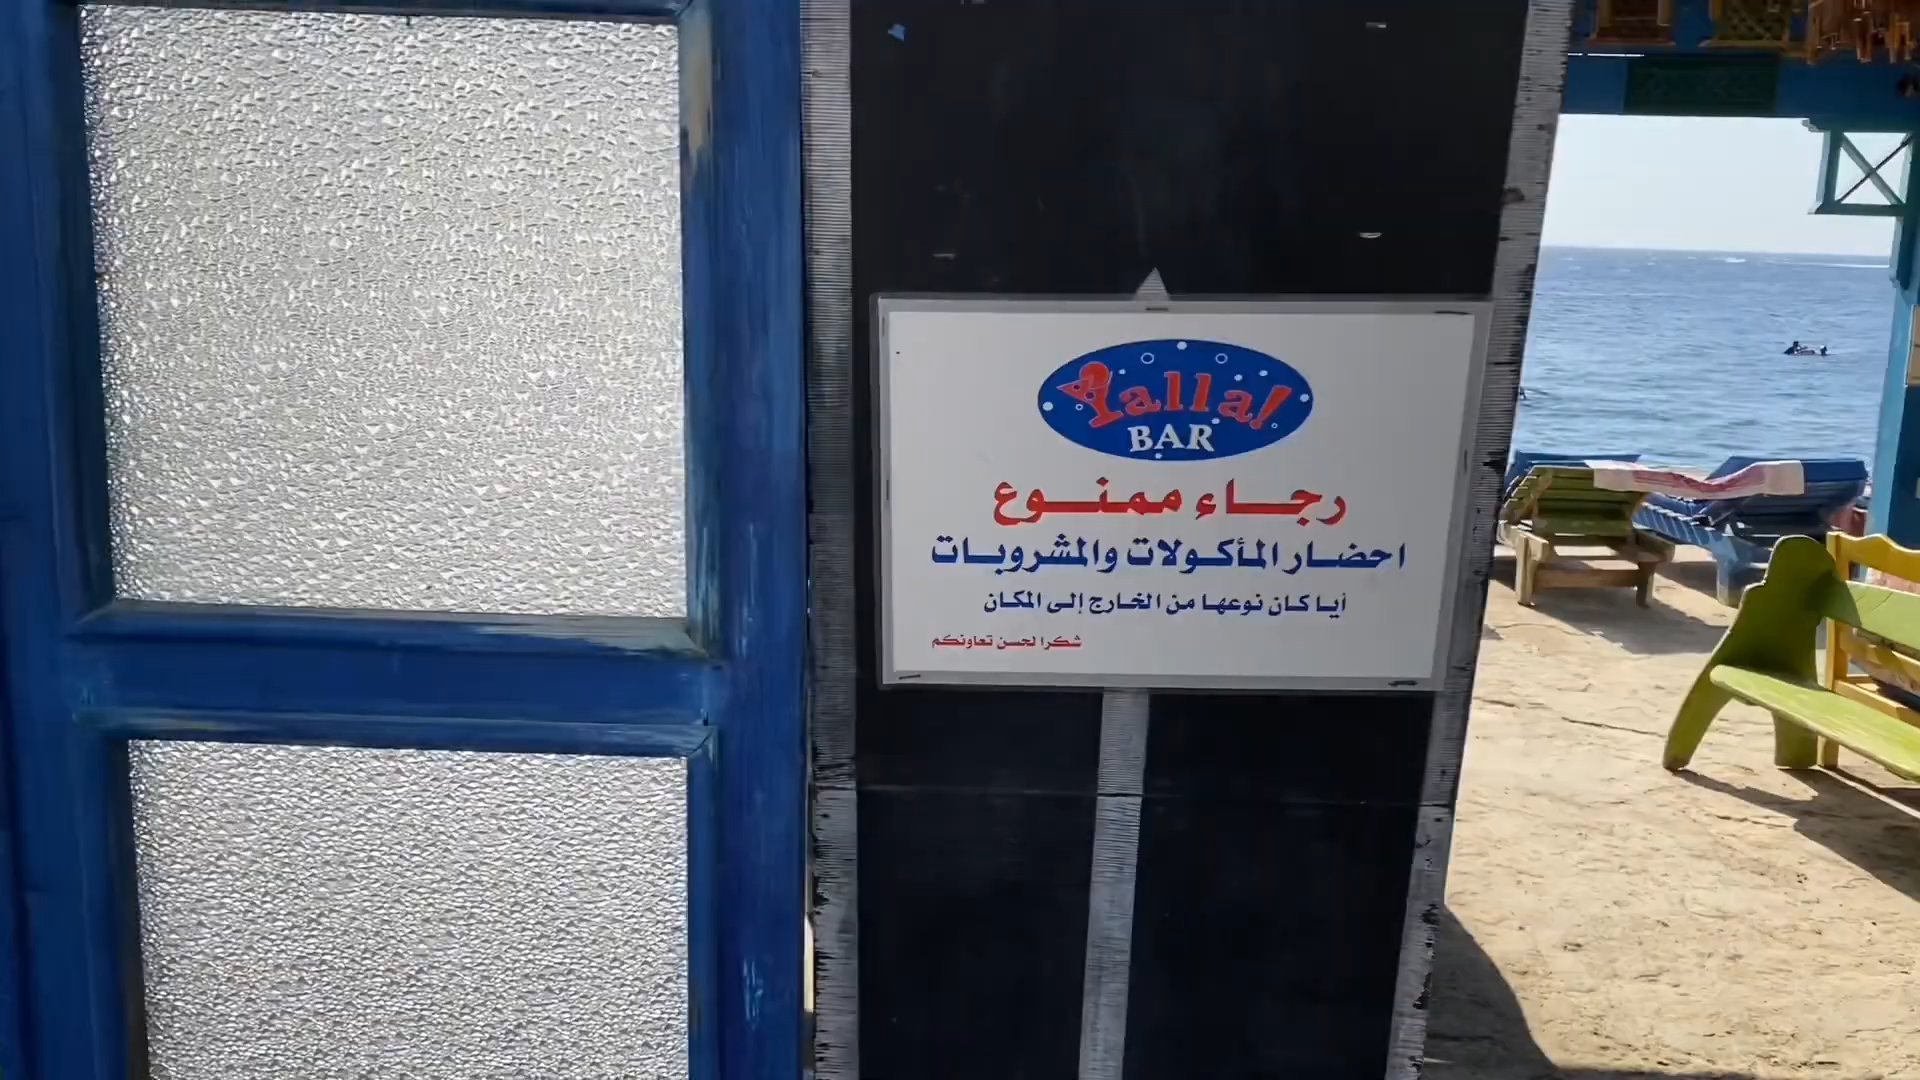 Yalla!
BAR
رجاء ممنوع
احضار المأكولات والمشروبات
أيا كان نوعها من الخارج إلى المكان
شكرا لحسن تعاونكم